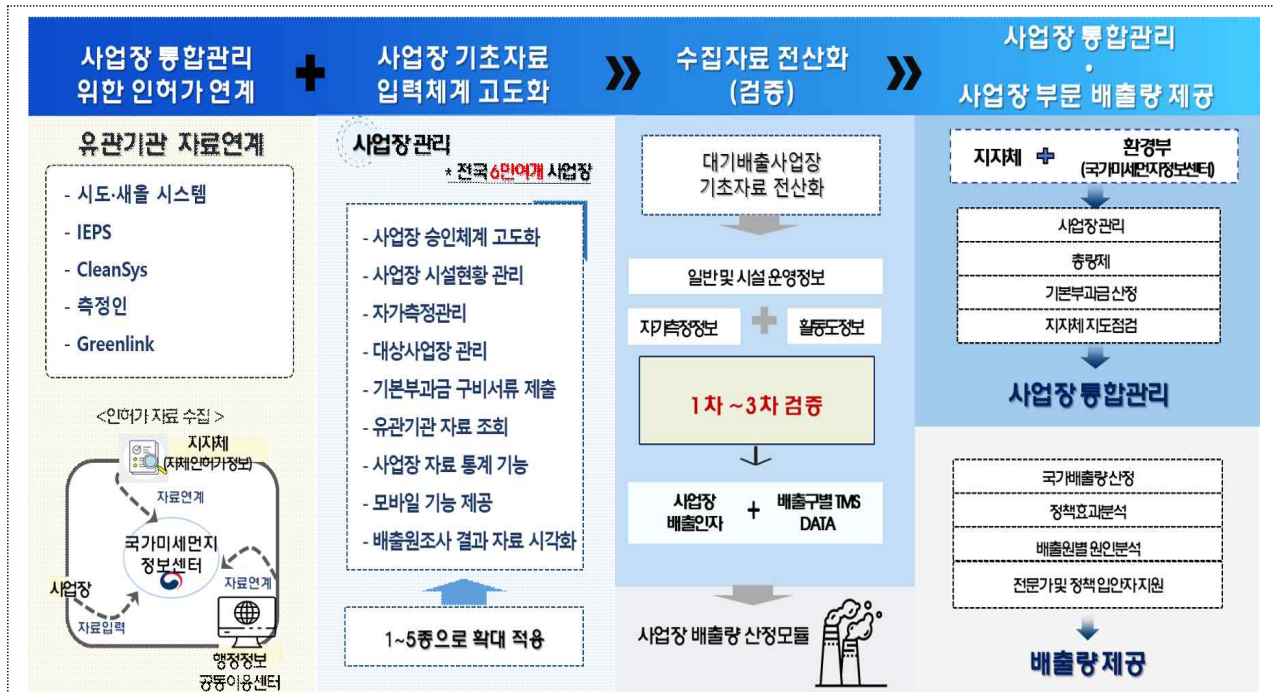 사업장 통합관리
위한 인허가 연계
+
사업장 기초자료
입력체계 고도화
»
수집자료 전산화
(검증)
»
사업장 통합관리
·
사업장 부문 배출량 제공
유관기관 자료연계
- 시도·새올 시스템
- IEPS
- CleanSys
- 측정인
- Greenlink
<인허가 자료 수집 >
지자체
(자체인허가정보)
자료연계
국가미세먼지
정보센터
사업장
자료연계
자료입력
행정정보
공동이용센터
사업장 관리
* 전국 6만여개 사업장
- 사업장 승인체계 고도화
- 사업장 시설현황 관리
- 자가측정관리
- 대상사업장 관리
- 기본부과금 구비서류 제출
- 유관기관 자료 조회
- 사업장 자료 통계 기능
- 모바일 기능 제공
- 배출원조사 결과 자료 시각화
1~5종으로 확대 적용
대기배출사업장
기초자료 전산화
일반 및 시설 운영정보
자가측정정보 + 활동도정보
1차 ~ 3차 검증
사업장
배출인자
+
배출구별 TMS
DATA
사업장 배출량 산정모듈
지자체 + 환경부
(국가미세먼지정보센터)
사업장 관리
총량제
기본부과금 산정
지자체 지도점검
사업장 통합관리
국가배출량 산정
정책효과분석
배출원별 원인분석
전문가 및 정책 입안자 지원
배출량 제공